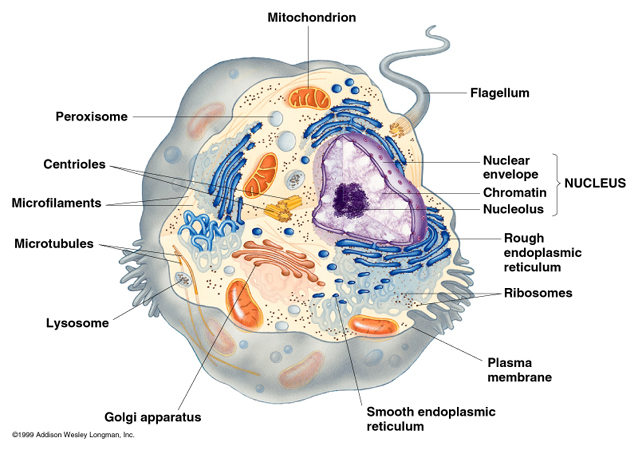 Mitochondrion
Flagellum
Peroxisome
Centrioles
Nuclear
envelope
Chromatin
Nucleolus
NUCLEUS
Microfilaments
Microtubules
Rough
endoplasmic
reticulum
Ribosomes
Lysosome
Plasma
membrane
Golgi apparatus
Smooth endoplasmic
reticulum
©1999 Addison Wesley Longman, Inc.